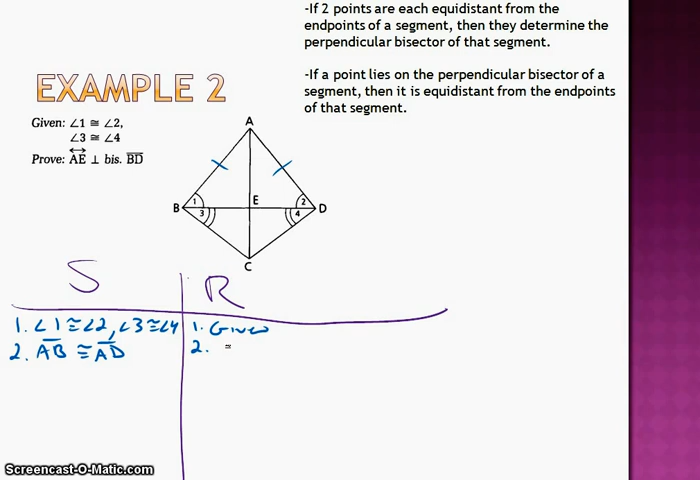 -If 2 points are each equidistant from the
endpoints of a segment, then they determine the
perpendicular bisector of that segment.
-If a point lies on the perpendicular bisector of a
segment, then it is equidistant from the endpoints
of that segment.
EXAMPLE 2
Given: ∠1 ≅ ∠2,
∠3 ≅ ∠4
Prove: AE ⊥ bis. BD
A
B 1 3 E 2 4 D
C
S R
1. ∠1 ≅ ∠2, ∠3 ≅ ∠4 1. Given
2. AB ≅ AD 2. =
Screencast-O-Matic.com